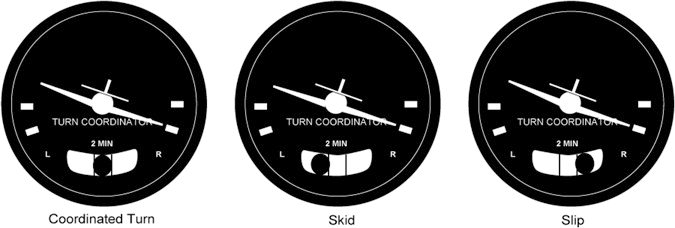 TURN COORDINATOR
2 MIN
L R
Coordinated Turn
TURN COORDINATOR
2 MIN
L R
Skid
TURN COORDINATOR
2 MIN
L R
Slip